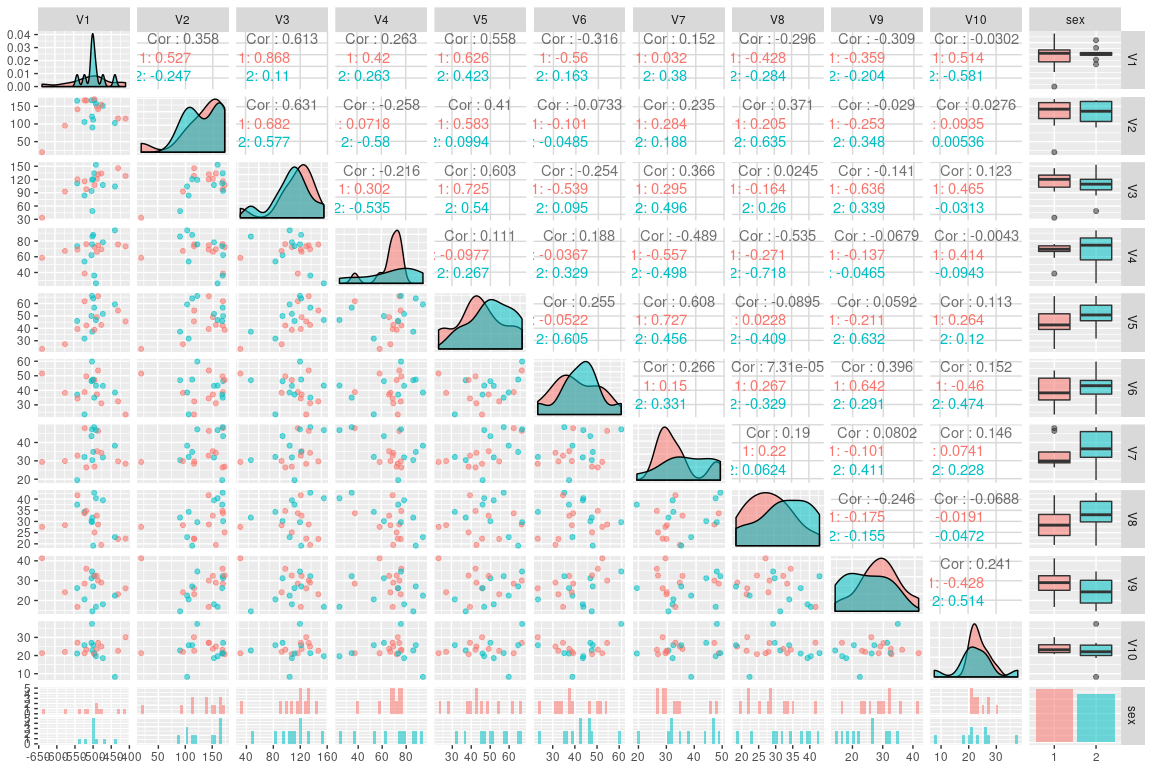 V1 V2 V3 V4 V5 V6 V7 V8 V9 V10 sex
0.04 0.03 0.02 0.01 0.00
Cor : 0.358 Cor : 0.613 Cor : 0.263 Cor : 0.558 Cor : -0.316 Cor : 0.152 Cor : -0.296 Cor : -0.309 Cor : -0.0302
1: 0.527 1: 0.868 1: 0.42 1: 0.626 1: -0.56 1: 0.032 1: -0.428 1: -0.359 1: 0.514
2: -0.247 2: 0.11 2: 0.263 2: 0.423 2: 0.163 2: 0.38 2: -0.284 2: -0.204 2: -0.581
V1
150 100 50
Cor : 0.631 Cor : -0.258 Cor : 0.41 Cor : -0.0733 Cor : 0.235 Cor : 0.371 Cor : -0.029 Cor : 0.0276
1: 0.682 : 0.0718 1: 0.583 1: -0.101 1: 0.284 1: 0.205 1: -0.253 : 0.0935
2: 0.577 2: -0.58 : 0.0994 : -0.0485 2: 0.188 2: 0.635 2: 0.348 0.00536
V2
150 120 90 60 30
Cor : -0.216 Cor : 0.603 Cor : -0.254 Cor : 0.366 Cor : 0.0245 Cor : -0.141 Cor : 0.123
1: 0.302 1: 0.725 1: -0.539 1: 0.295 1: -0.164 1: -0.636 1: 0.465
2: -0.535 2: 0.54 2: 0.095 2: 0.496 2: 0.26 2: 0.339 -0.0313
V3
80 60 40
Cor : 0.111 Cor : 0.188 Cor : -0.489 Cor : -0.535 Cor : -0.0679 Cor : -0.0043
: -0.0977 : -0.0367 1: -0.557 1: -0.271 1: -0.137 1: 0.414
2: 0.267 2: 0.329 2: -0.498 2: -0.718 : -0.0465 -0.0943
V4
60 50 40 30
Cor : 0.255 Cor : 0.608 Cor : -0.0895 Cor : 0.0592 Cor : 0.113
: -0.0522 1: 0.727 : 0.0228 1: -0.211 1: 0.264
2: 0.605 2: 0.456 2: -0.409 2: 0.632 2: 0.12
V5
60 50 40 30
Cor : 0.266 Cor : 7.31e-05 Cor : 0.396 Cor : 0.152
1: 0.15 1: 0.267 1: 0.642 1: -0.46
2: 0.331 2: -0.329 2: 0.291 2: 0.474
V6
40 30 20
Cor : 0.19 Cor : 0.0802 Cor : 0.146
1: 0.22 1: -0.101 : 0.0741
: 0.0624 2: 0.411 2: 0.228
V7
40 35 30 25 20
Cor : -0.246 Cor : -0.0688
1: -0.175 -0.0191
2: -0.155 -0.0472
V8
40 30 20
Cor : 0.241
1: -0.428
2: 0.514
V9
30 20 10
V10
sex
-650 -600 -550 -500 -450 -400 50 100 150 40 80 120 160 40 60 80 30 40 50 60 30 40 50 60 20 30 40 50 20 25 30 35 40 20 30 40 10 20 30 1 2